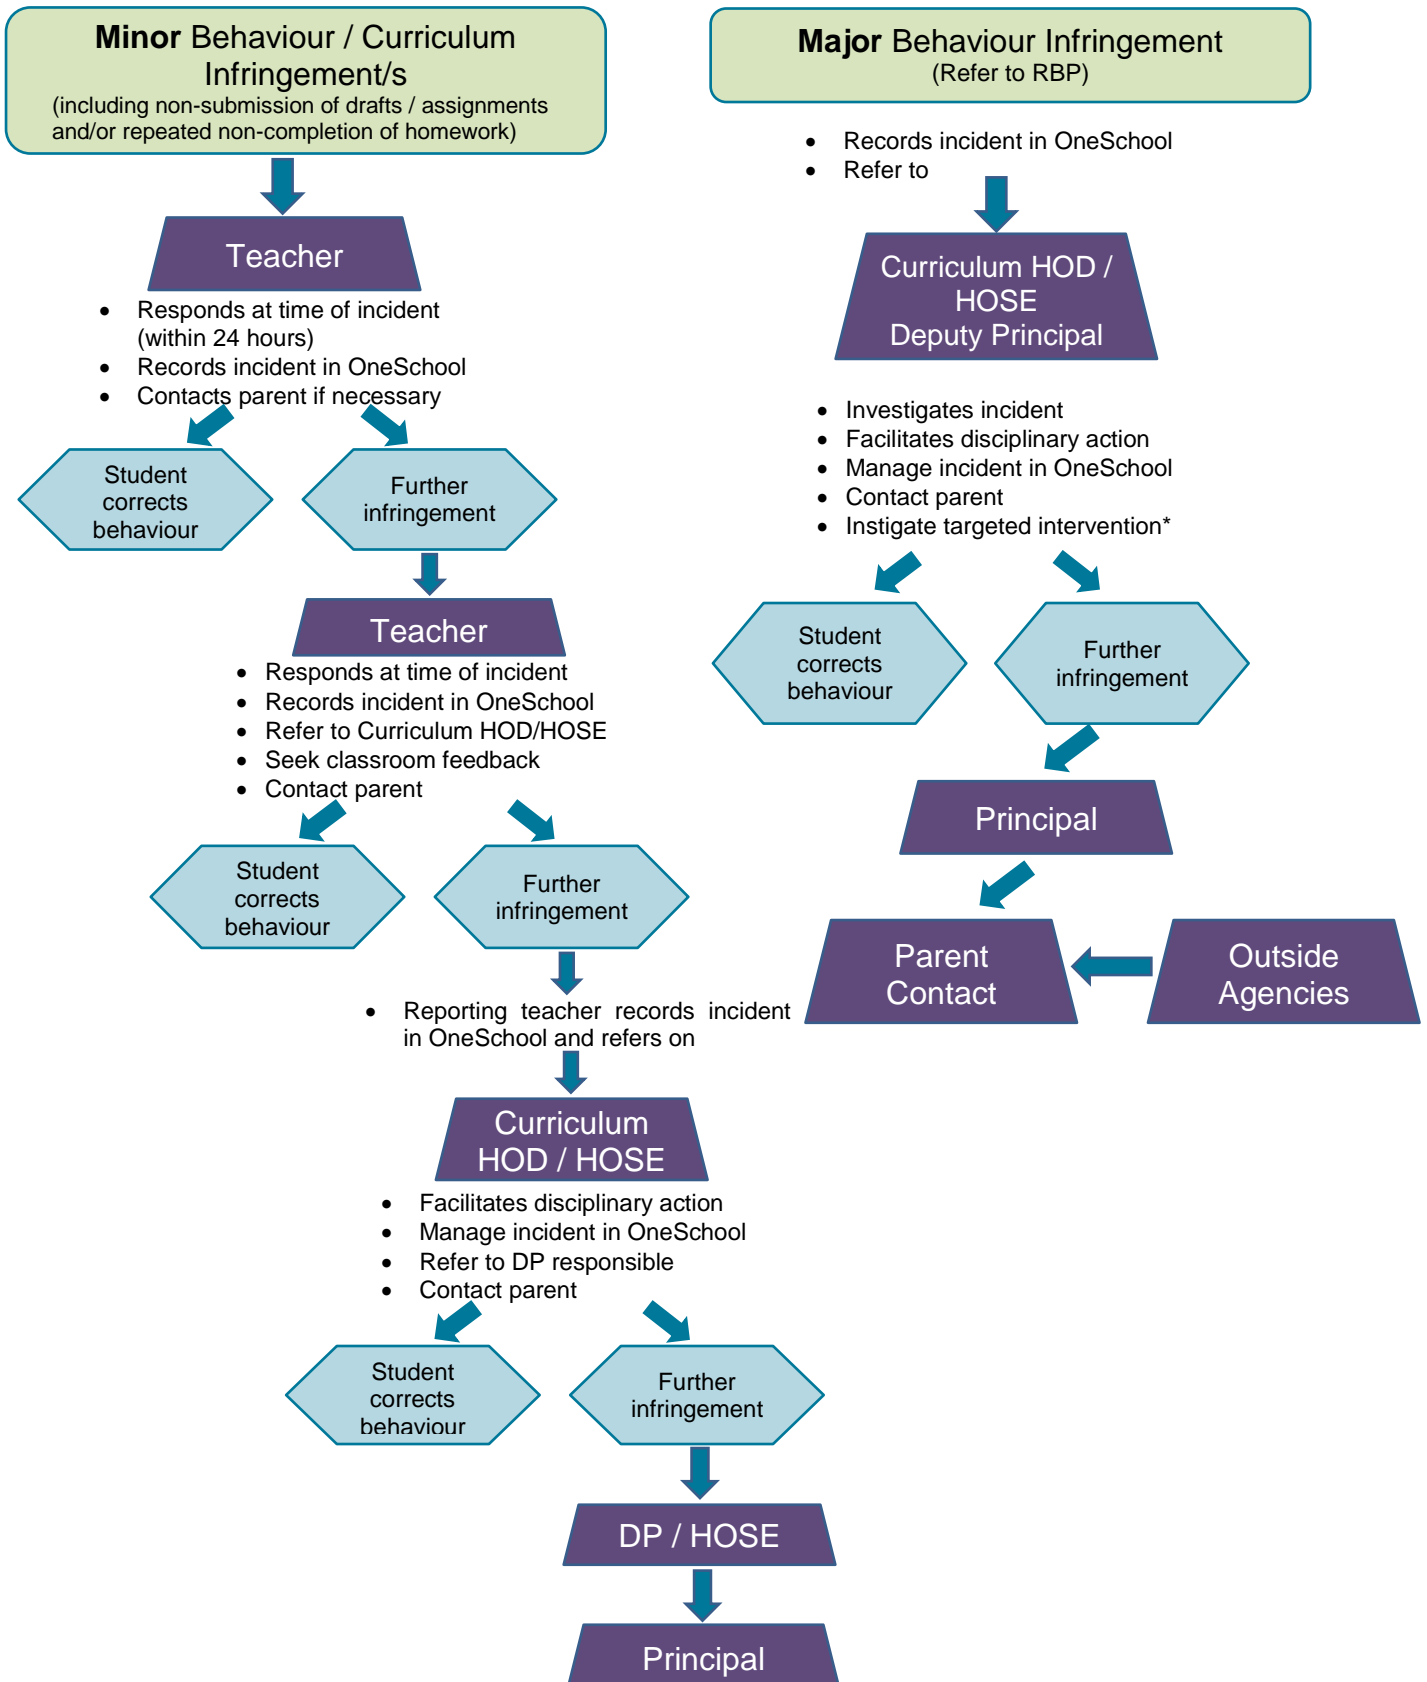 Minor Behaviour / Curriculum
Infringement/s
(including non-submission of drafts / assignments
and/or repeated non-completion of homework)
Teacher
• Responds at time of incident
(within 24 hours)
• Records incident in OneSchool
• Contacts parent if necessary
Student
corrects
behaviour
Further
infringement
Teacher
• Responds at time of incident
• Records incident in OneSchool
• Refer to Curriculum HOD/HOSE
• Seek classroom feedback
• Contact parent
Student
corrects
behaviour
Further
infringement
• Reporting teacher records incident
in OneSchool and refers on
Curriculum
HOD / HOSE
• Facilitates disciplinary action
• Manage incident in OneSchool
• Refer to DP responsible
• Contact parent
Student
corrects
behaviour
Further
infringement
DP / HOSE
Principal
Major Behaviour Infringement
(Refer to RBP)
• Records incident in OneSchool
• Refer to
Curriculum HOD /
HOSE
Deputy Principal
• Investigates incident
• Facilitates disciplinary action
• Manage incident in OneSchool
• Contact parent
• Instigate targeted intervention*
Student
corrects
behaviour
Further
infringement
Principal
Parent
Contact
Outside
Agencies